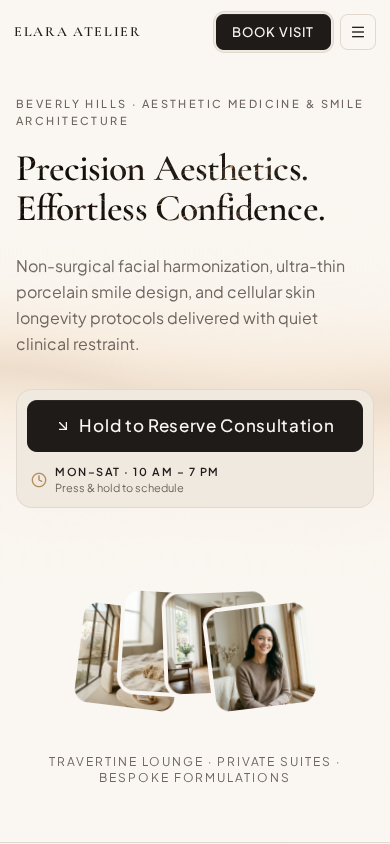 ELARA ATELIER
BOOK VISIT
BEVERLY HILLS · AESTHETIC MEDICINE & SMILE
ARCHITECTURE
Precision Aesthetics.
Effortless Confidence.
Non-surgical facial harmonization, ultra-thin
porcelain smile design, and cellular skin
longevity protocols delivered with quiet
clinical restraint.
Hold to Reserve Consultation
MON–SAT · 10 AM – 7 PM
Press & hold to schedule
TRAVERTINE LOUNGE · PRIVATE SUITES ·
BESPOKE FORMULATIONS